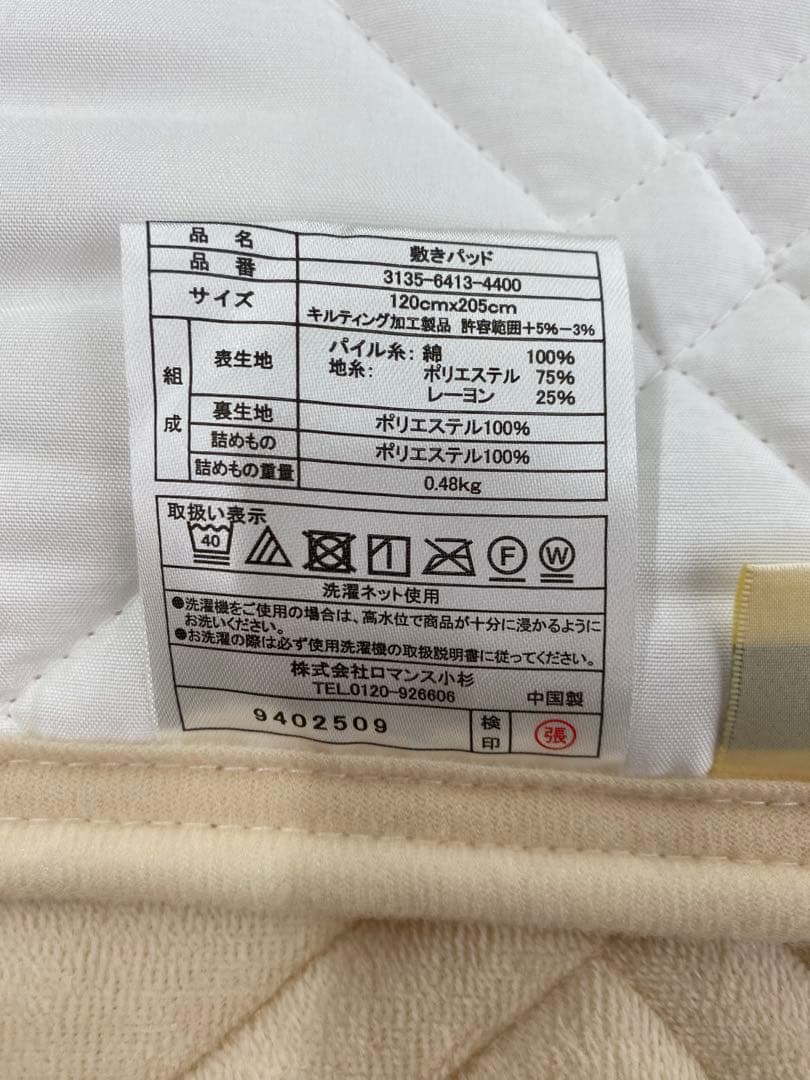 品名 敷きパッド
品番 3135-6413-4400
サイズ 120cmx205cm
キルティング加工製品 許容範囲+5%-3%
組成
表生地 パイル糸: 綿 100%
地糸: ポリエステル 75%
レーヨン 25%
裏生地 ポリエステル100%
詰めもの ポリエステル100%
詰めもの重量 0.48kg
取扱い表示
40 F W
洗濯ネット使用
●洗濯機をご使用の場合は、高水位で商品が十分に浸かるように
お洗いください。
●お洗濯の際は必ず使用洗濯機の取扱説明書に従ってください。
株式会社ロマンス小杉
TEL.0120-926606 中国製
9402509 検印 張